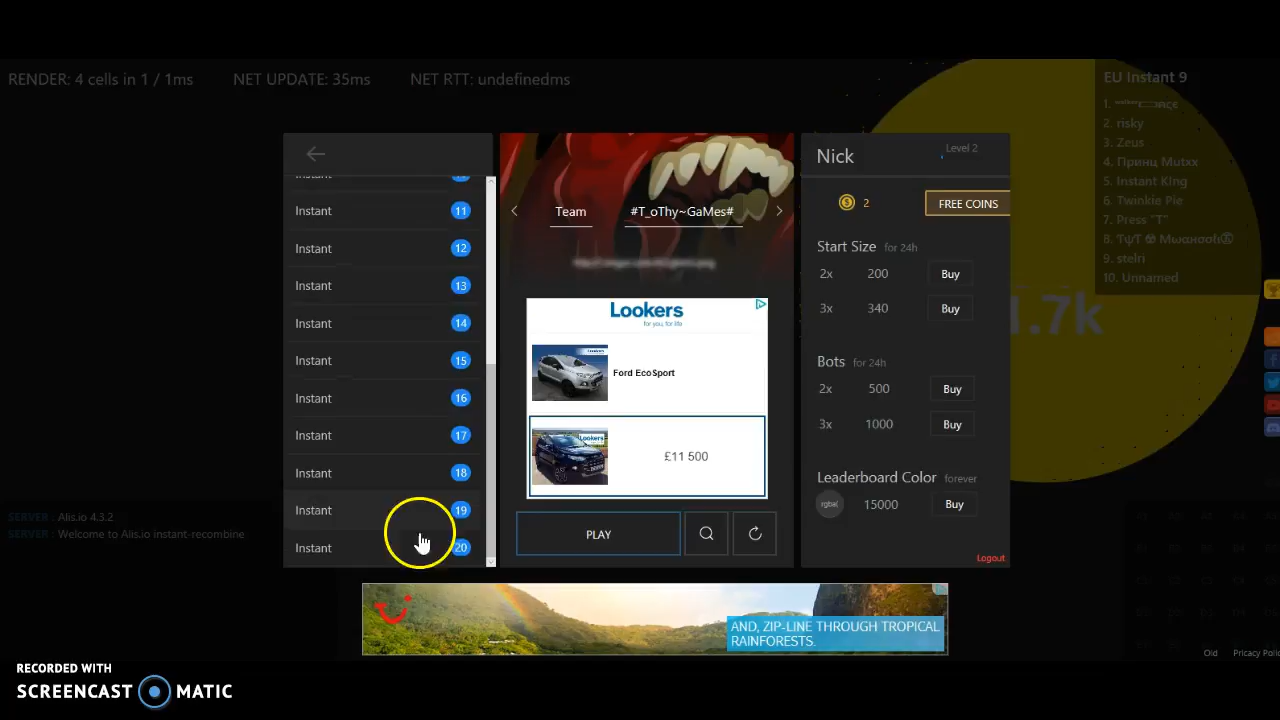 RENDER: 4 cells in 1 / 1ms
NET UPDATE: 35ms
NET RTT: undefinedms
EU Instant 9
2. risky
3. Zeus
4. Принц Mutxx
5. Instant KIng
6. Twinkie Pie
7. Press "T"
9. stelri
10. Unnamed
1.7k
Instant
Instant 11
Instant 12
Instant 13
Instant 14
Instant 15
Instant 16
Instant 17
Instant 18
Instant 19
Instant 20
Team
#T_oThy~GaMes#
Lookers
for you, for life
Ford EcoSport
Lookers
£11 500
PLAY
Nick
Level 2
2
FREE COINS
Start Size for 24h
2x 200 Buy
3x 340 Buy
Bots for 24h
2x 500 Buy
3x 1000 Buy
Leaderboard Color forever
rgba( 15000 Buy
Logout
SERVER : Alis.io 4.3.2
SERVER : Welcome to Alis.io instant-recombine
AND, ZIP-LINE THROUGH TROPICAL
RAINFORESTS.
Old
Privacy Polic
RECORDED WITH
SCREENCAST MATIC